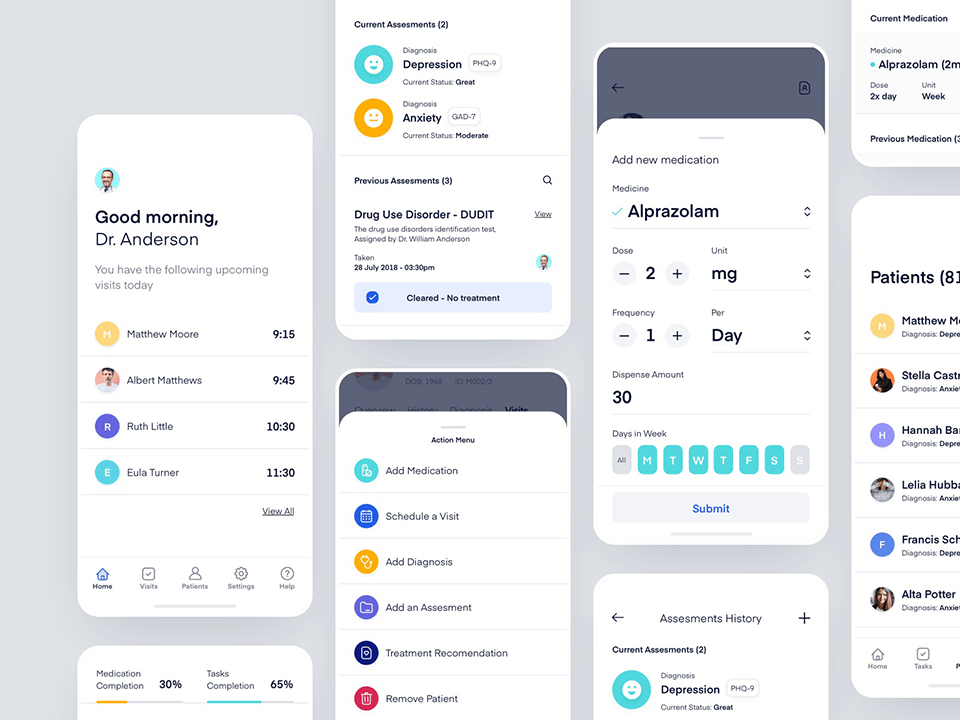 M
Good morning,
Dr. Anderson
You have the following upcoming
visits today
M Matthew Moore 9:15
Albert Matthews 9:45
R Ruth Little 10:30
E Eula Turner 11:30
View All
Home Visits Patients Settings Help
Medication
Completion 30%
Tasks
Completion 65%
Current Assesments (2)
Diagnosis
Depression PHQ-9
Current Status: Great
Diagnosis
Anxiety GAD-7
Current Status: Moderate
Previous Assesments (3)
Drug Use Disorder - DUDIT View
The drug use disorders identification test,
Assigned by Dr. William Anderson
Taken
28 July 2018 - 03:30pm
Cleared - No treatment
DOB: 1968 ID: M002/3
Overview History Diagnosis Visits
Action Menu
Add Medication
Schedule a Visit
Add Diagnosis
Add an Assesment
Treatment Recomendation
Remove Patient
Add new medication
Medicine
Alprazolam
Dose Unit
2 mg
Frequency Per
1 Day
Dispense Amount
30
Days in Week
All M T W T F S S
Submit
Assesments History
Current Assesments (2)
Diagnosis
Depression PHQ-9
Current Status: Great
Current Medication
Medicine
Alprazolam (2m
Dose Unit
2x day Week
Previous Medication (3
Patients (81
M Matthew Mo
Diagnosis: Depre
Stella Castr
Diagnosis: Anxie
H Hannah Bar
Diagnosis: Depre
Lelia Hubba
Diagnosis: Anxie
F Francis Sch
Diagnosis: Depre
Alta Potter
Diagnosis: Anxie
Home Tasks P